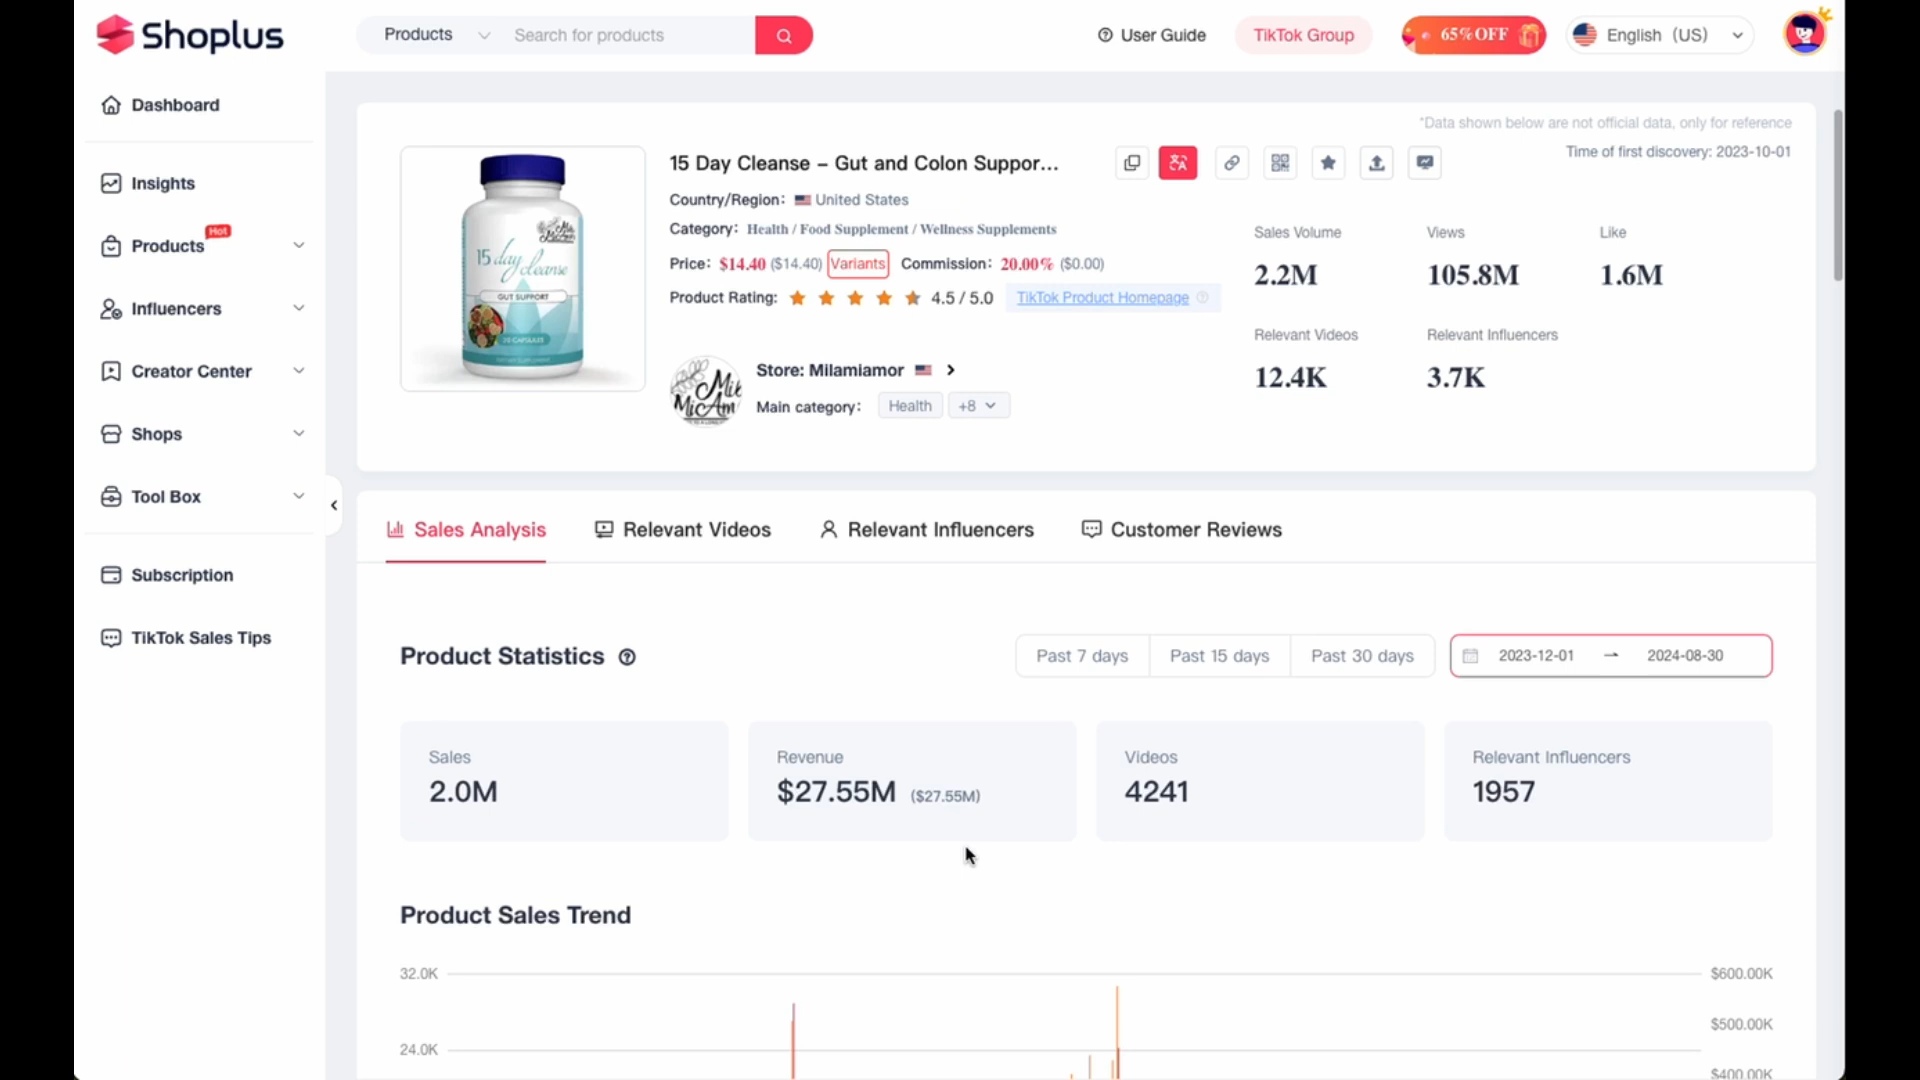 Shoplus
Products
Search for products
User Guide
TikTok Group
65%OFF
English (US)
Dashboard
Insights
Products
Hot
Influencers
Creator Center
Shops
Tool Box
Subscription
TikTok Sales Tips
*Data shown below are not official data, only for reference
Time of first discovery: 2023-10-01
15 day
cleanse
GUT SUPPORT
15 Day Cleanse – Gut and Colon Suppor...
Country/Region: United States
Category: Health / Food Supplement / Wellness Supplements
Price: $14.40 ($14.40) Variants Commission: 20.00% ($0.00)
Product Rating: 4.5 / 5.0 TikTok Product Homepage
Store: Milamiamor
Main category: Health +8
Sales Volume
2.2M
Views
105.8M
Like
1.6M
Relevant Videos
12.4K
Relevant Influencers
3.7K
Sales Analysis
Relevant Videos
Relevant Influencers
Customer Reviews
Product Statistics
Past 7 days
Past 15 days
Past 30 days
2023-12-01 → 2024-08-30
Sales
2.0M
Revenue
$27.55M ($27.55M)
Videos
4241
Relevant Influencers
1957
Product Sales Trend
32.0K
$600.00K
$500.00K
24.0K
$400.00K